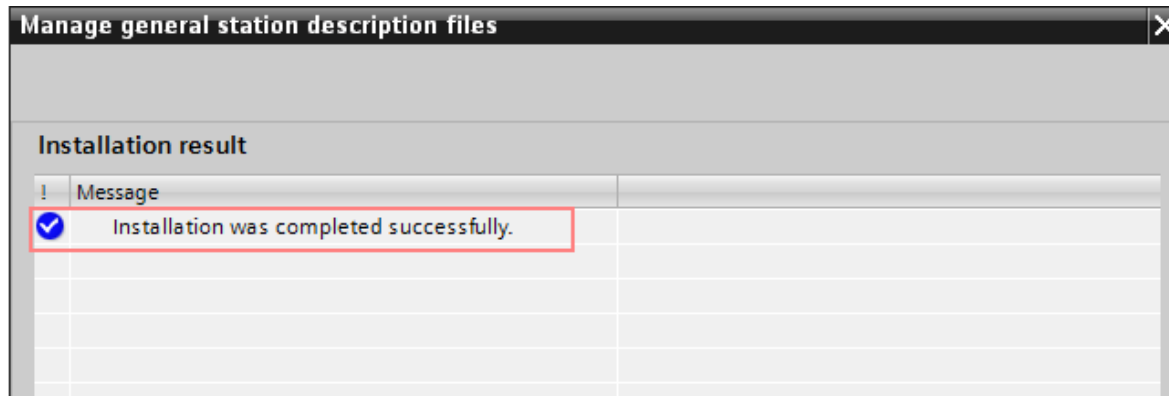 Manage general station description files
Installation result
! Message
Installation was completed successfully.